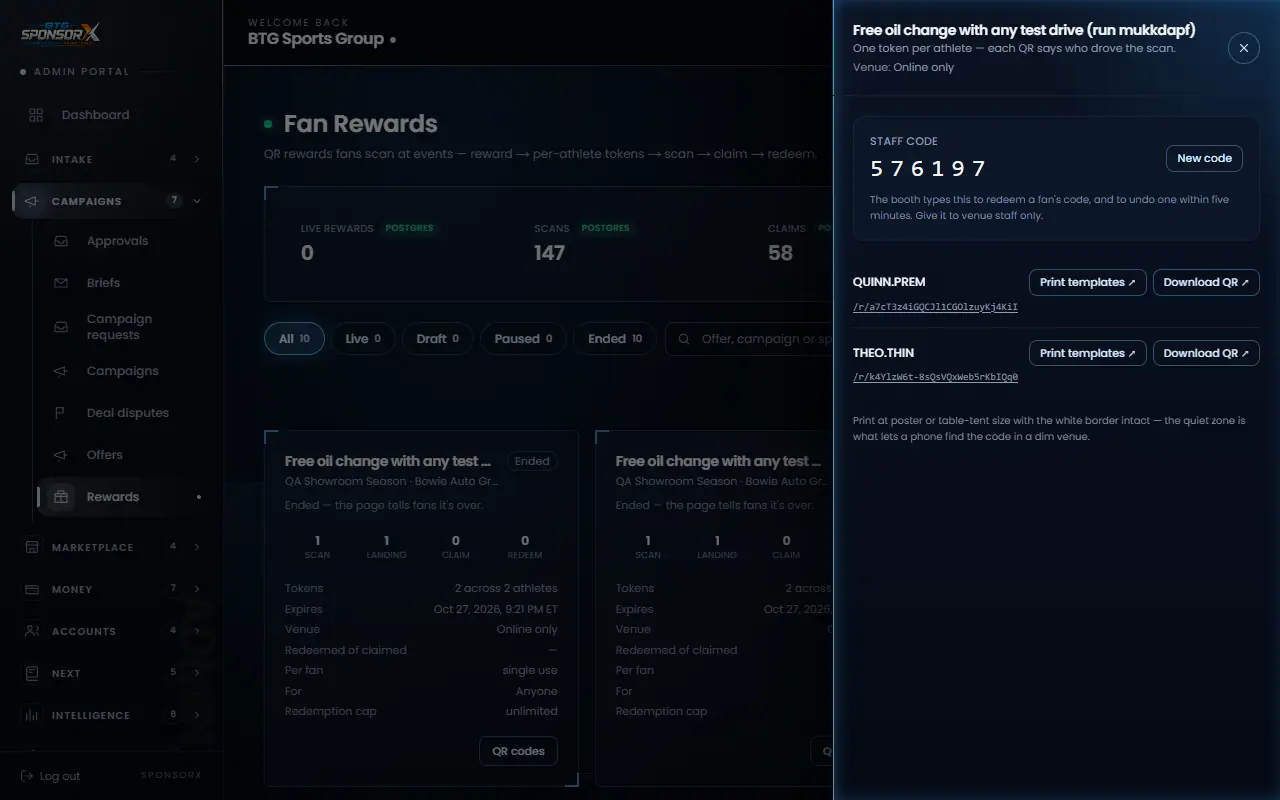 BTG
SPONSORX
ADMIN PORTAL
Dashboard
INTAKE 4
CAMPAIGNS 7
Approvals
Briefs
Campaign
requests
Campaigns
Deal disputes
Offers
Rewards
MARKETPLACE 4
MONEY 7
ACCOUNTS 4
NEXT 5
INTELLIGENCE 8
Log out SPONSORX
WELCOME BACK
BTG Sports Group
Fan Rewards
QR rewards fans scan at events — reward → per-athlete tokens → scan → claim → redeem.
LIVE REWARDS POSTGRES
0
SCANS POSTGRES
147
CLAIMS PO
58
All 10
Live 0
Draft 0
Paused 0
Ended 10
Offer, campaign or sp
Free oil change with any test ... Ended
QA Showroom Season · Bowie Auto Gr...
Ended — the page tells fans it's over.
1 1 0 0
SCAN LANDING CLAIM REDEEM
Tokens 2 across 2 athletes
Expires Oct 27, 2026, 9:21 PM ET
Venue Online only
Redeemed of claimed —
Per fan single use
For Anyone
Redemption cap unlimited
QR codes
Free oil change with any test ...
QA Showroom Season · Bowie Auto Gr...
Ended — the page tells fans it's over.
1 1 0
SCAN LANDING CLAIM
Tokens 2 across
Expires Oct 27, 2026,
Venue
Redeemed of claimed
Per fan
For
Redemption cap
Free oil change with any test drive (run mukkdapf)
One token per athlete — each QR says who drove the scan.
Venue: Online only
STAFF CODE
576197
New code
The booth types this to redeem a fan's code, and to undo one within five
minutes. Give it to venue staff only.
QUINN.PREM
Print templates ↗
Download QR ↗
/r/a7cT3z4iGQCJl1CGOlzuyKj4KiI
THEO.THIN
Print templates ↗
Download QR ↗
/r/k4YlzW6t-8sQsVQxWeb5rKbIQq0
Print at poster or table-tent size with the white border intact — the quiet zone is
what lets a phone find the code in a dim venue.